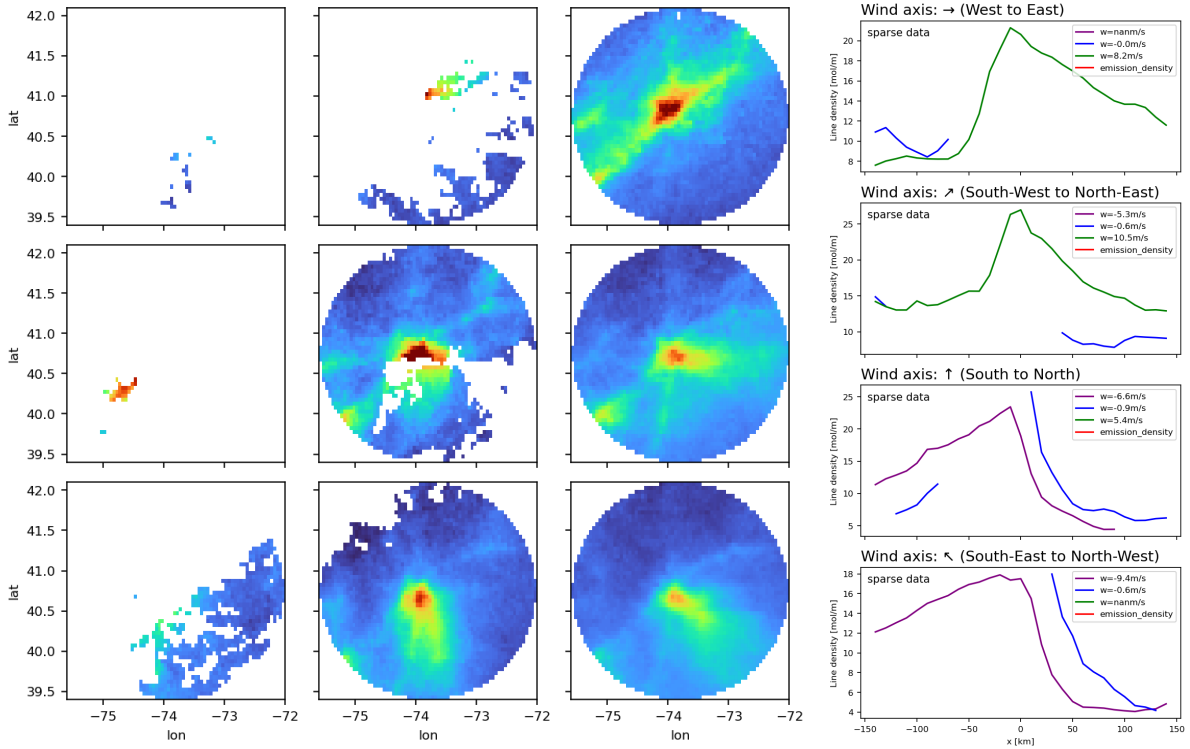 42.0
41.5
41.0
40.5
40.0
39.5
lat
42.0
41.5
41.0
40.5
40.0
39.5
lat
42.0
41.5
41.0
40.5
40.0
39.5
lat
−75 −74 −73 −72
lon
−75 −74 −73 −72
lon
−75 −74 −73 −72
lon
Wind axis: → (West to East)
sparse data
w=nanm/s
w=-0.0m/s
w=8.2m/s
emission_density
20
18
16
14
12
10
8
Line density [mol/m]
Wind axis: ↗ (South-West to North-East)
sparse data
w=-5.3m/s
w=-0.6m/s
w=10.5m/s
emission_density
25
20
15
10
Line density [mol/m]
Wind axis: ↑ (South to North)
sparse data
w=-6.6m/s
w=-0.9m/s
w=5.4m/s
emission_density
25
20
15
10
5
Line density [mol/m]
Wind axis: ↖ (South-East to North-West)
sparse data
w=-9.4m/s
w=-0.6m/s
w=nanm/s
emission_density
18
16
14
12
10
8
6
4
Line density [mol/m]
−150 −100 −50 0 50 100 150
x [km]